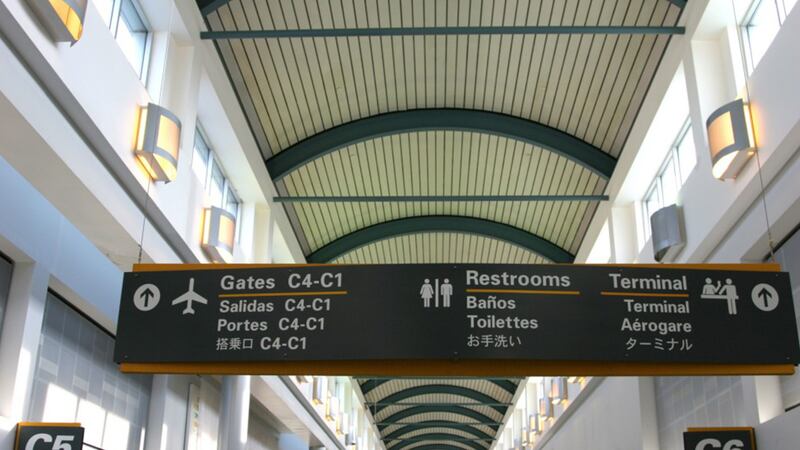 Gates C4-C1
Salidas C4-C1
Portes C4-C1
搭乗口 C4-C1
Restrooms
Baños
Toilettes
お手洗い
Terminal
Terminal
Aérogare
ターミナル
C5
C6